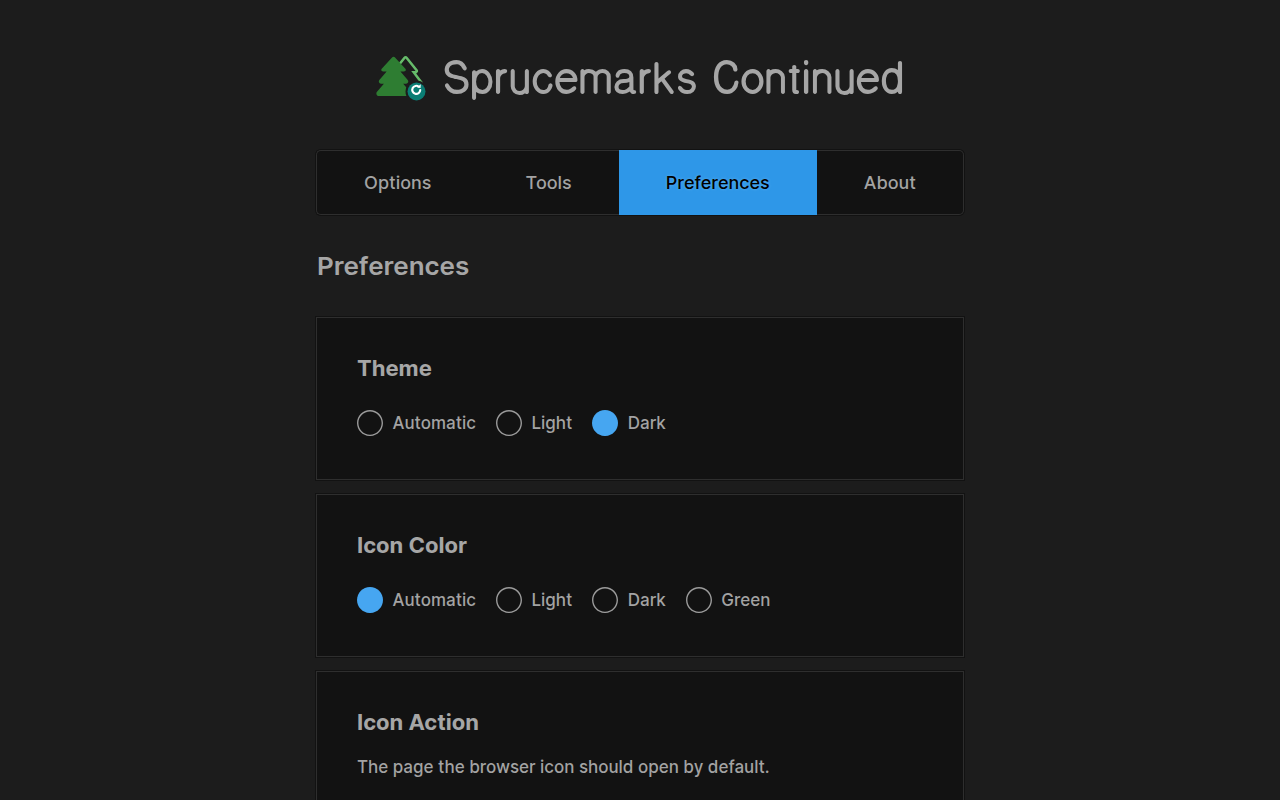 Sprucemarks Continued
Options Tools Preferences About
Preferences
Theme
Automatic Light Dark
Icon Color
Automatic Light Dark Green
Icon Action
The page the browser icon should open by default.